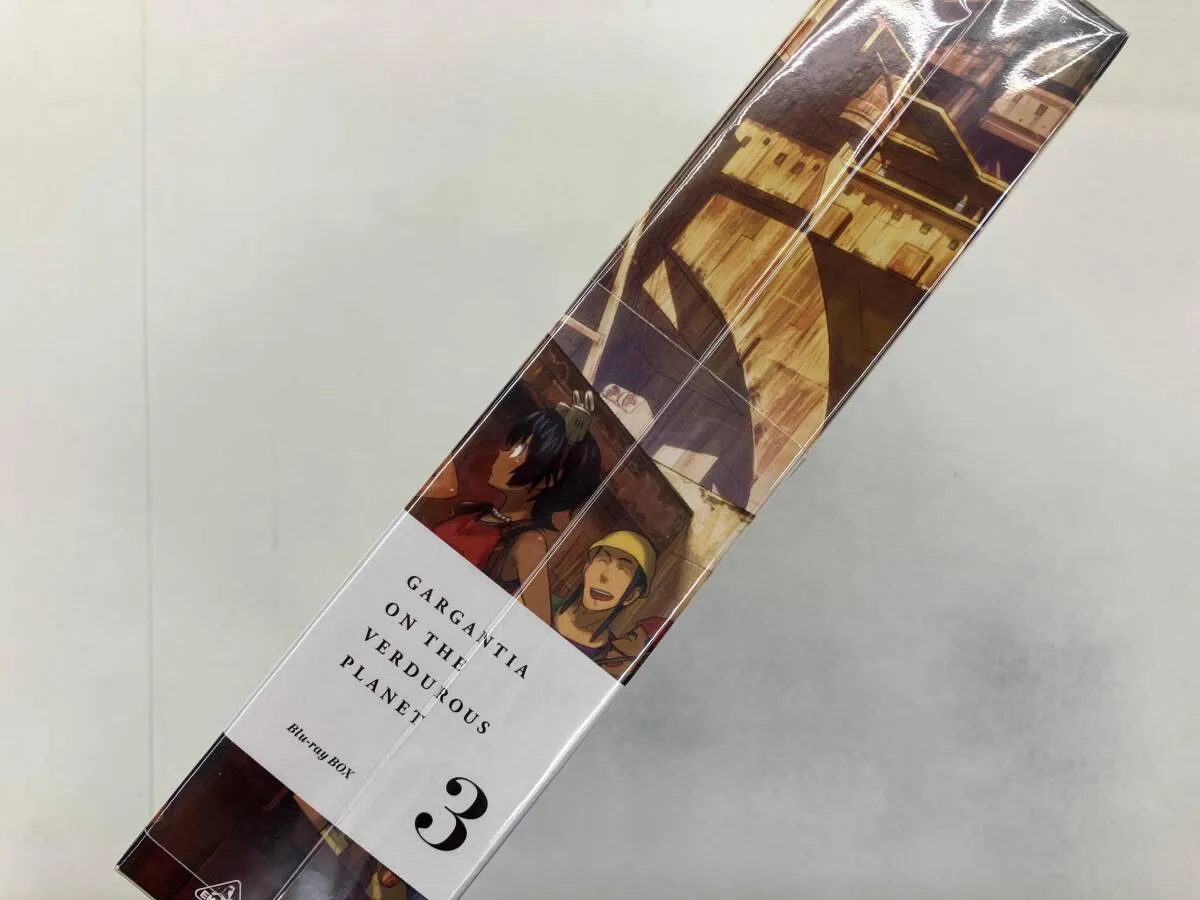 GARGANTIA
ON THE
VERDUROUS
PLANET
Blu-ray BOX
3